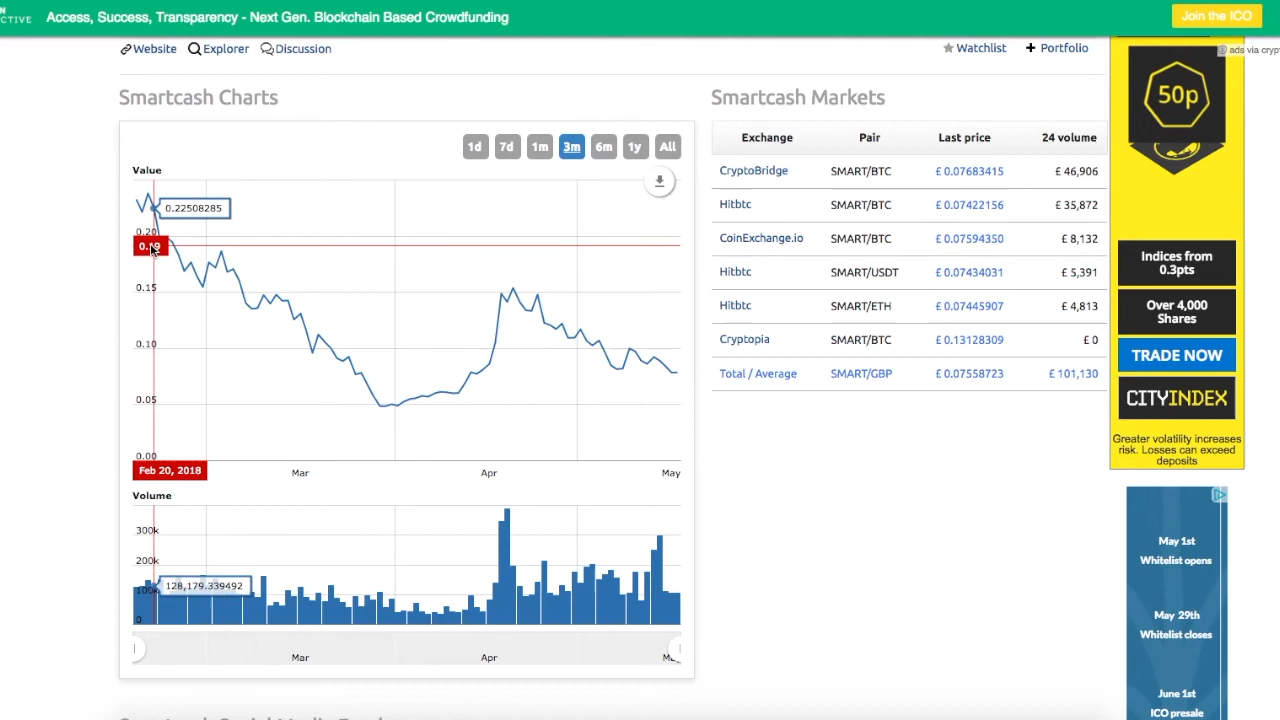 CTIVE
Access, Success, Transparency - Next Gen. Blockchain Based Crowdfunding
Join the ICO
Website Explorer Discussion
Watchlist Portfolio
ads via cryp
Smartcash Charts
1d 7d 1m 3m 6m 1y All
Value
0.22508285
0.20
0.15
0.10
0.05
0.00
Feb 20, 2018
Mar Apr May
Volume
300k
200k
100k
128,179.339492
0
Mar Apr
Smartcash Markets
Exchange Pair Last price 24 volume
CryptoBridge SMART/BTC £ 0.07683415 £ 46,906
Hitbtc SMART/BTC £ 0.07422156 £ 35,872
CoinExchange.io SMART/BTC £ 0.07594350 £ 8,132
Hitbtc SMART/USDT £ 0.07434031 £ 5,391
Hitbtc SMART/ETH £ 0.07445907 £ 4,813
Cryptopia SMART/BTC £ 0.13128309 £ 0
Total / Average SMART/GBP £ 0.07558723 £ 101,130
50p
Indices from
0.3pts
Over 4,000
Shares
TRADE NOW
CITYINDEX
Greater volatility increases
risk. Losses can exceed
deposits
May 1st
Whitelist opens
May 29th
Whitelist closes
June 1st
ICO presale